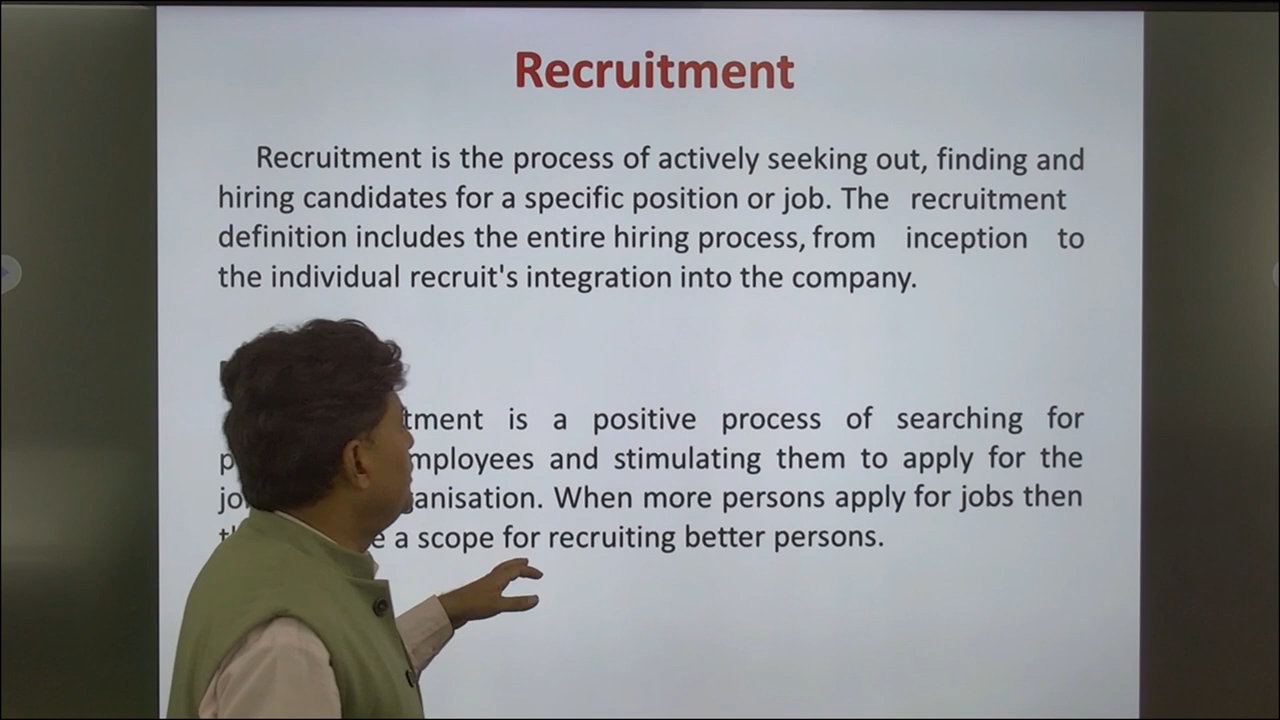 Recruitment
Recruitment is the process of actively seeking out, finding and
hiring candidates for a specific position or job. The recruitment
definition includes the entire hiring process, from inception to
the individual recruit's integration into the company.
is a positive process of searching for
and stimulating them to apply for the
When more persons apply for jobs then
a scope for recruiting better persons.